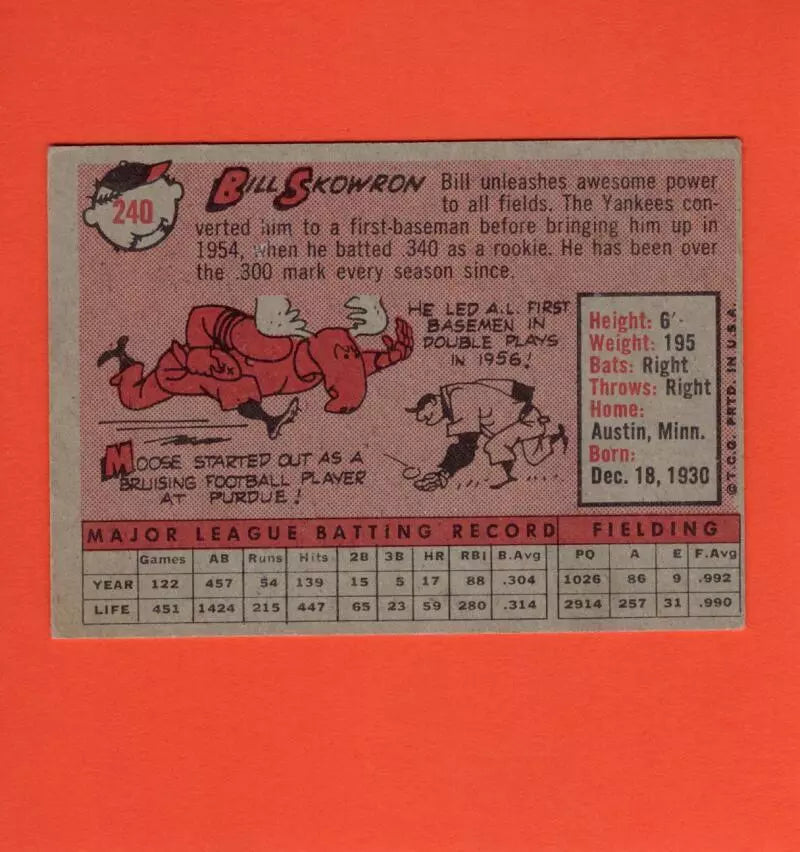 240
BILL SKOWRON
Bill unleashes awesome power
to all fields. The Yankees con-
verted him to a first-baseman before bringing him up in
1954, when he batted .340 as a rookie. He has been over
the .300 mark every season since.
HE LED A.L. FIRST
BASEMEN IN
DOUBLE PLAYS
IN 1956!
MOOSE STARTED OUT AS A
BRUISING FOOTBALL PLAYER
AT PURDUE!
Height: 6'
Weight: 195
Bats: Right
Throws: Right
Home:
Austin, Minn.
Born:
Dec. 18, 1930
©T.C.G. PRTD. IN U.S.A.
MAJOR LEAGUE BATTING RECORD FIELDING
Games AB Runs Hits 2B 3B HR RBI B.Avg PO A E F.Avg
YEAR 122 457 54 139 15 5 17 88 .304 1026 86 9 .992
LIFE 451 1424 215 447 65 23 59 280 .314 2914 257 31 .990